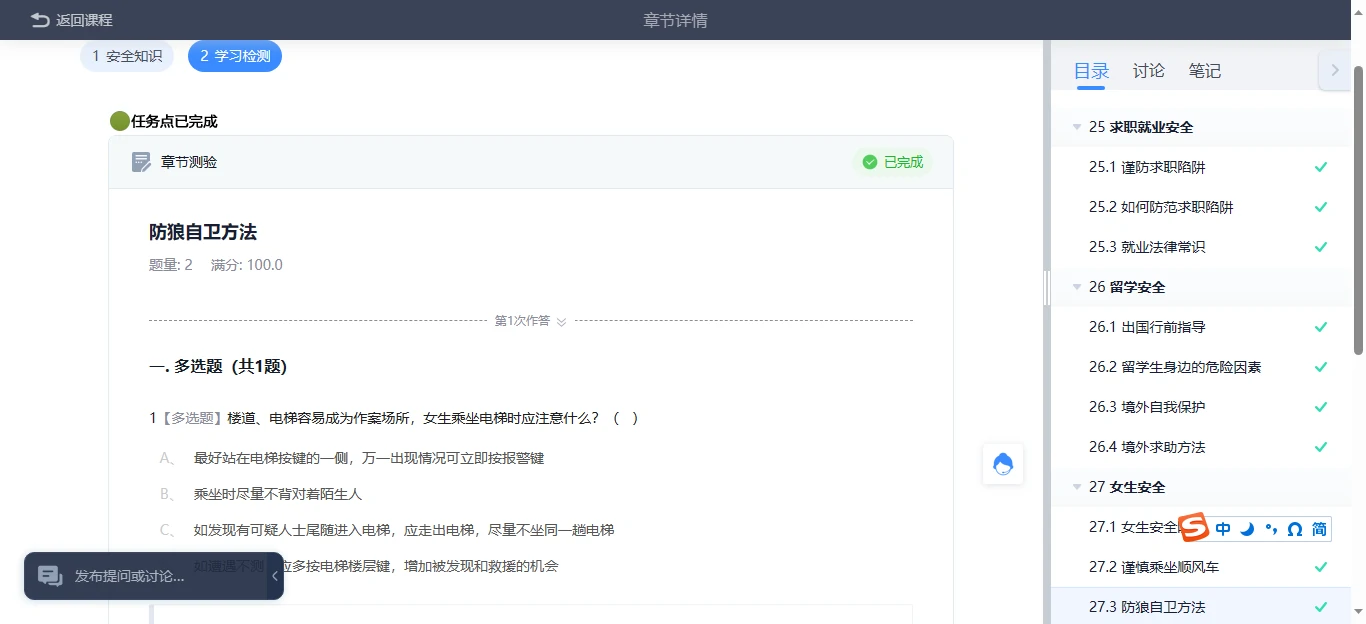 返回课程
章节详情
1 安全知识
2 学习检测
任务点已完成
章节测验
已完成
防狼自卫方法
题量: 2 满分: 100.0
第1次作答
一. 多选题 (共1题)
1【多选题】楼道、电梯容易成为作案场所，女生乘坐电梯时应注意什么？（ ）
A、 最好站在电梯按键的一侧，万一出现情况可立即按报警键
B、 乘坐时尽量不背对着陌生人
C、 如发现有可疑人士尾随进入电梯，应走出电梯，尽量不坐同一趟电梯
应多按电梯楼层键，增加被发现和救援的机会
发布提问或讨论...
目录 讨论 笔记
25 求职就业安全
25.1 谨防求职陷阱
25.2 如何防范求职陷阱
25.3 就业法律常识
26 留学安全
26.1 出国行前指导
26.2 留学生身边的危险因素
26.3 境外自我保护
26.4 境外求助方法
27 女生安全
27.1 女生安全
S 中 简
27.2 谨慎乘坐顺风车
27.3 防狼自卫方法